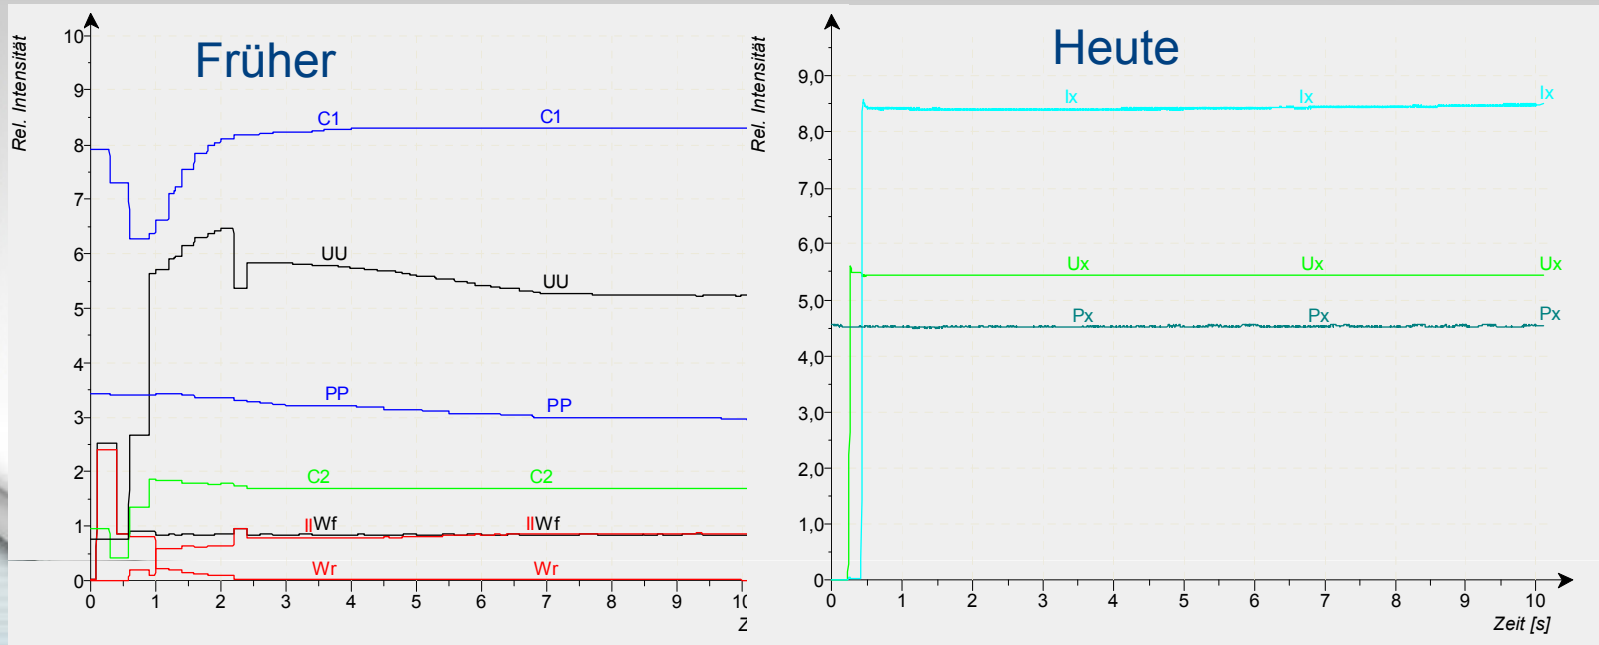 Früher
Rel. Intensität
10
9
8
7
6
5
4
3
2
1
0
C1
C1
UU
UU
PP
PP
C2
C2
IIWf
IIWf
Wr
Wr
0 1 2 3 4 5 6 7 8 9 10
Z
Heute
Rel. Intensität
9,0
8,0
7,0
6,0
5,0
4,0
3,0
2,0
1,0
0
Ix Ix Ix
Ux Ux Ux
Px Px Px
0 1 2 3 4 5 6 7 8 9 10
Zeit [s]